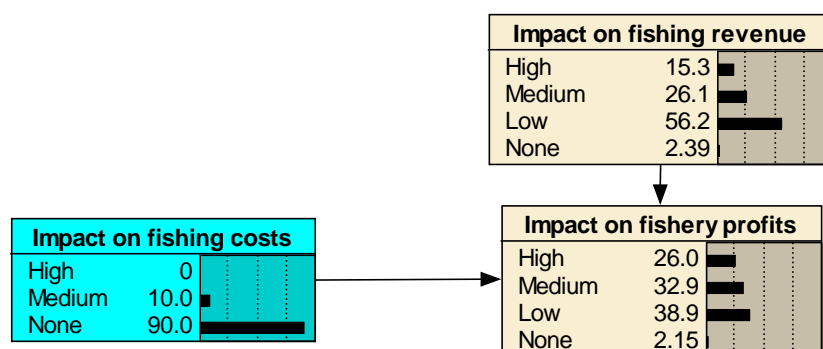 Impact on fishing revenue
High 15.3
Medium 26.1
Low 56.2
None 2.39
Impact on fishing costs
High 0
Medium 10.0
None 90.0
Impact on fishery profits
High 26.0
Medium 32.9
Low 38.9
None 2.15